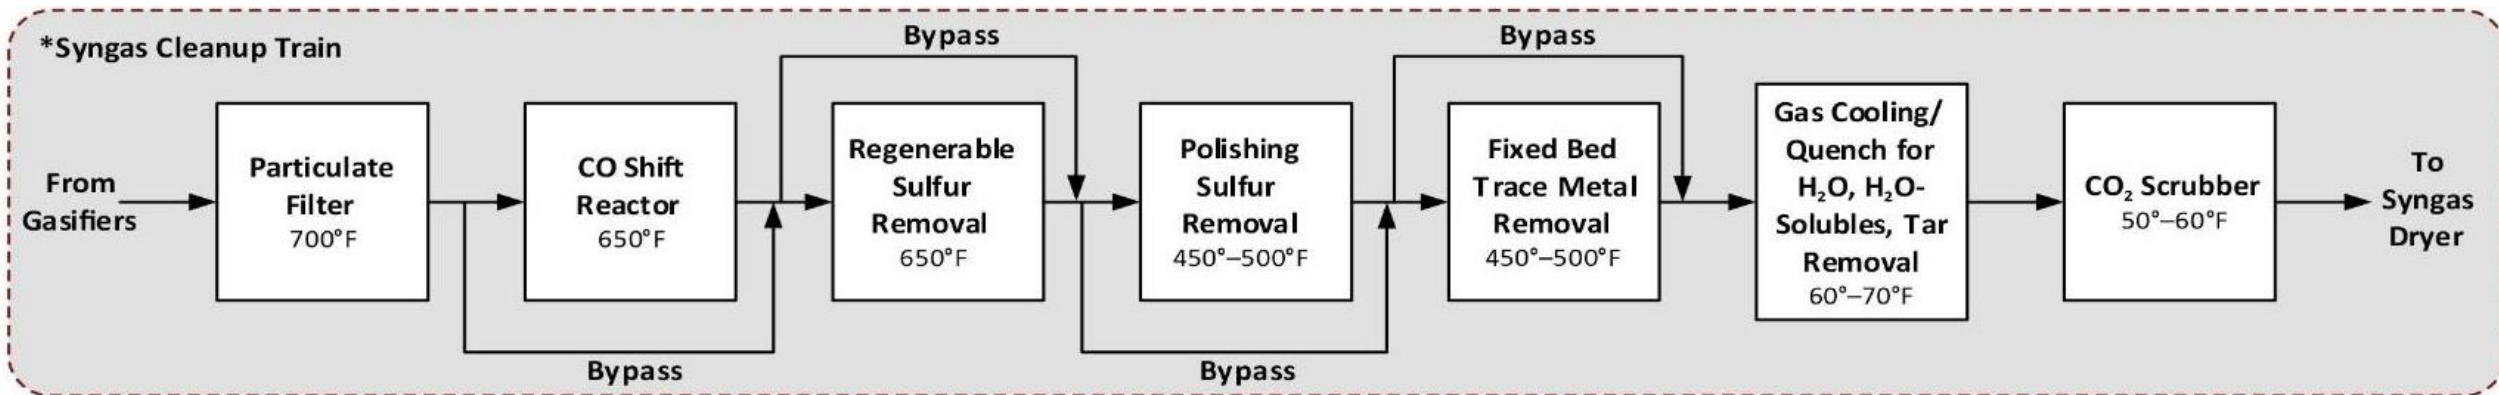 *Syngas Cleanup Train
From
Gasifiers
Particulate
Filter
700°F
Bypass
CO Shift
Reactor
650°F
Bypass
Regenerable
Sulfur
Removal
650°F
Bypass
Polishing
Sulfur
Removal
450°–500°F
Bypass
Fixed Bed
Trace Metal
Removal
450°–500°F
Gas Cooling/
Quench for
H₂O, H₂O-
Solubles, Tar
Removal
60°–70°F
CO₂ Scrubber
50°–60°F
To
Syngas
Dryer